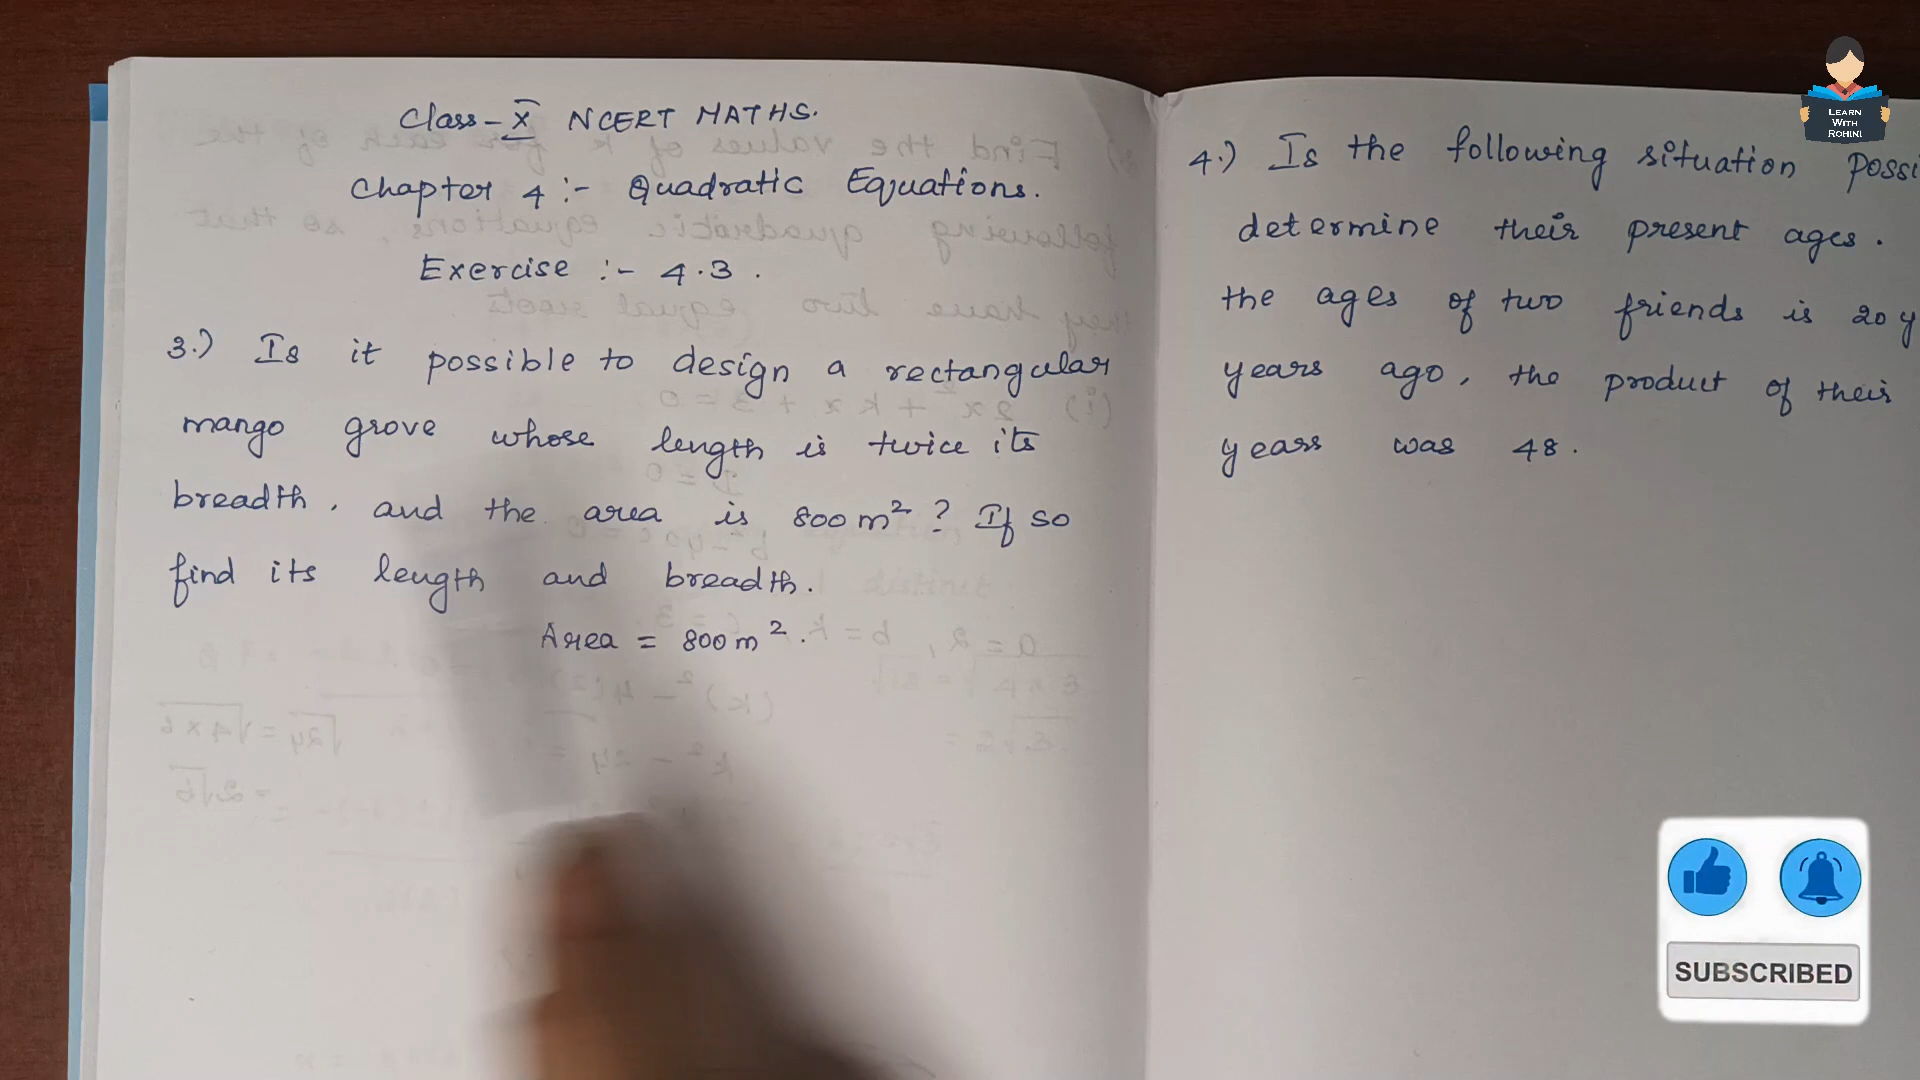 Class-X NCERT MATHS.
Chapter 4 :- Quadratic Equations.
Exercise :- 4.3.
3.) Is it possible to design a rectangular
mango grove whose length is twice its
breadth, and the area is 800 m²? If so
find its length and breadth.
Area = 800 m².
4.) Is the following situation possi
determine their present ages.
the ages of two friends is 20 y
years ago, the product of their
years was 48.
LEARN
WITH
ROHINI
SUBSCRIBED